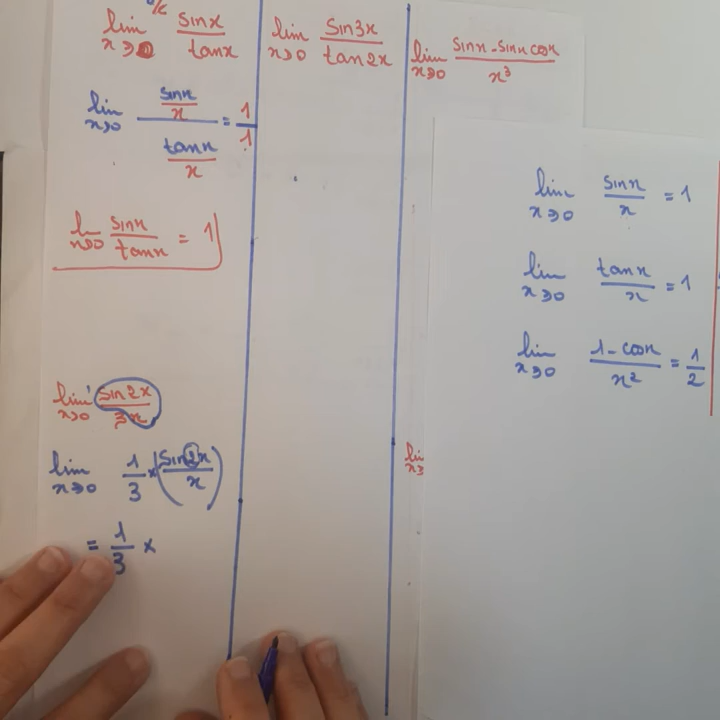 lim x→0 sinx/tanx
lim x→0 (sinx/x)/(tanx/x) = 1/1
lim x→0 sinx/tanx = 1
lim x→0 sin2x/3x
lim x→0 1/3 × (sin2x/x)
= 1/3 ×
lim x→0 sin3x/tan2x
lim x→0 sinx-sinxcosx/x³
lim x→0 sinx/x = 1
lim x→0 tanx/x = 1
lim x→0 1-cosx/x² = 1/2